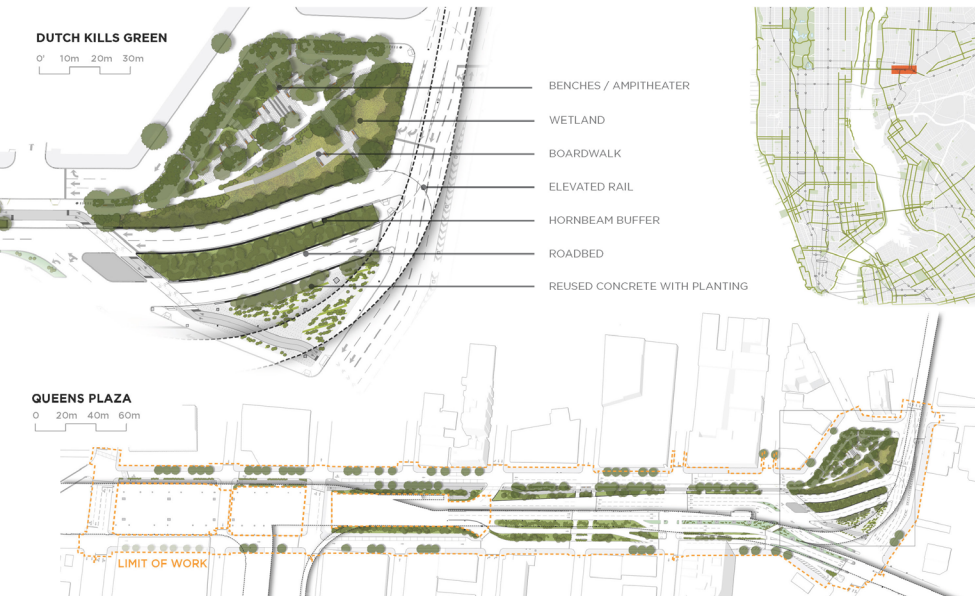 DUTCH KILLS GREEN
0' 10m 20m 30m
BENCHES / AMPITHEATER
WETLAND
BOARDWALK
ELEVATED RAIL
HORNBEAM BUFFER
ROADBED
REUSED CONCRETE WITH PLANTING
QUEENS PLAZA
0 20m 40m 60m
LIMIT OF WORK